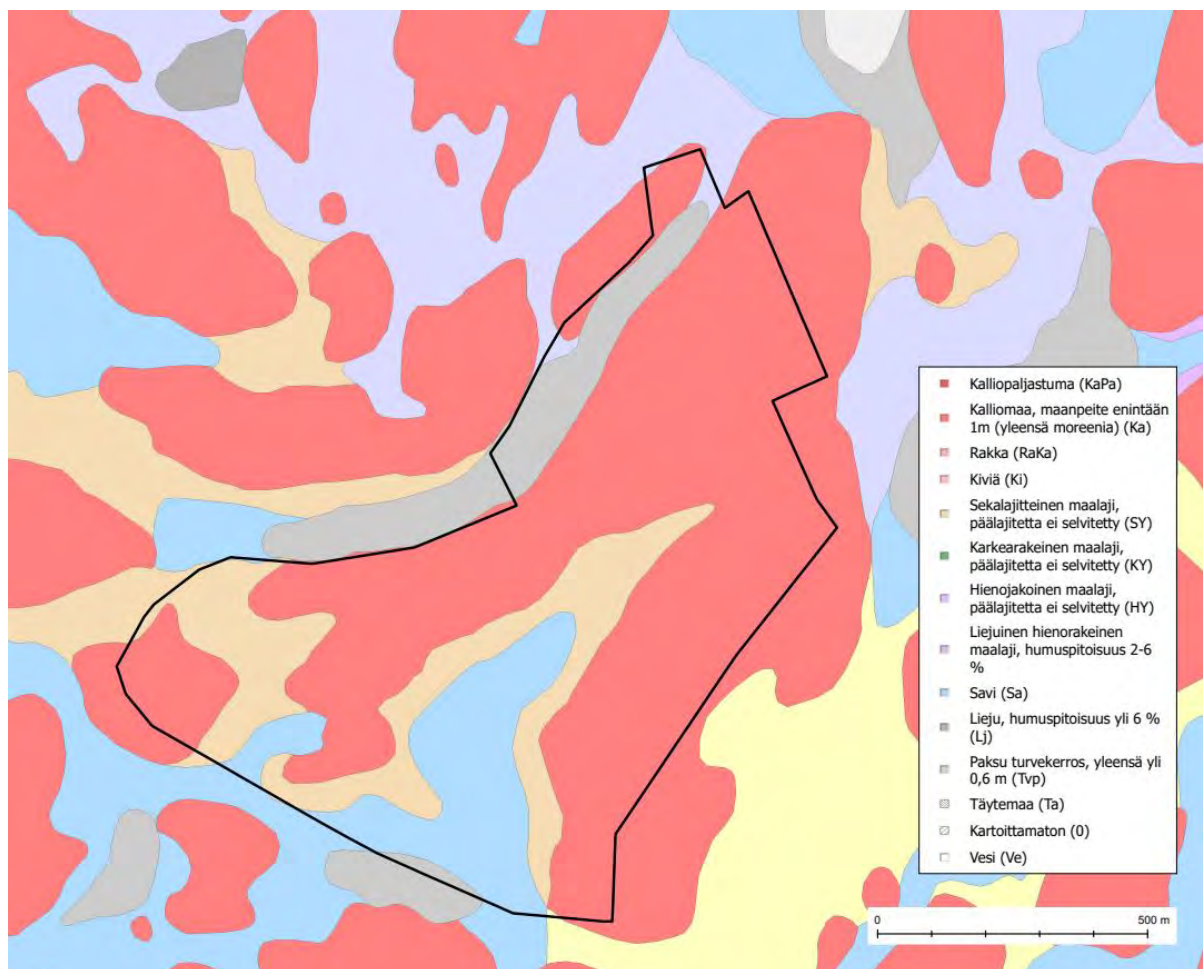 Kalliopaljastuma (KaPa)
Kalliomaa, maanpeite enintään
1m (yleensä moreenia) (Ka)
Rakka (RaKa)
Kiviä (Ki)
Sekalajitteinen maalaji,
päälajitetta ei selvitetty (SY)
Karkearakeinen maalaji,
päälajitetta ei selvitetty (KY)
Hienojakoinen maalaji,
päälajitetta ei selvitetty (HY)
Liejuinen hienorakeinen
maalaji, humuspitoisuus 2-6
%
Savi (Sa)
Lieju, humuspitoisuus yli 6 %
(Lj)
Paksu turvekerros, yleensä yli
0,6 m (Tvp)
Täytemaa (Ta)
Kartoittamaton (0)
Vesi (Ve)
0 500 m